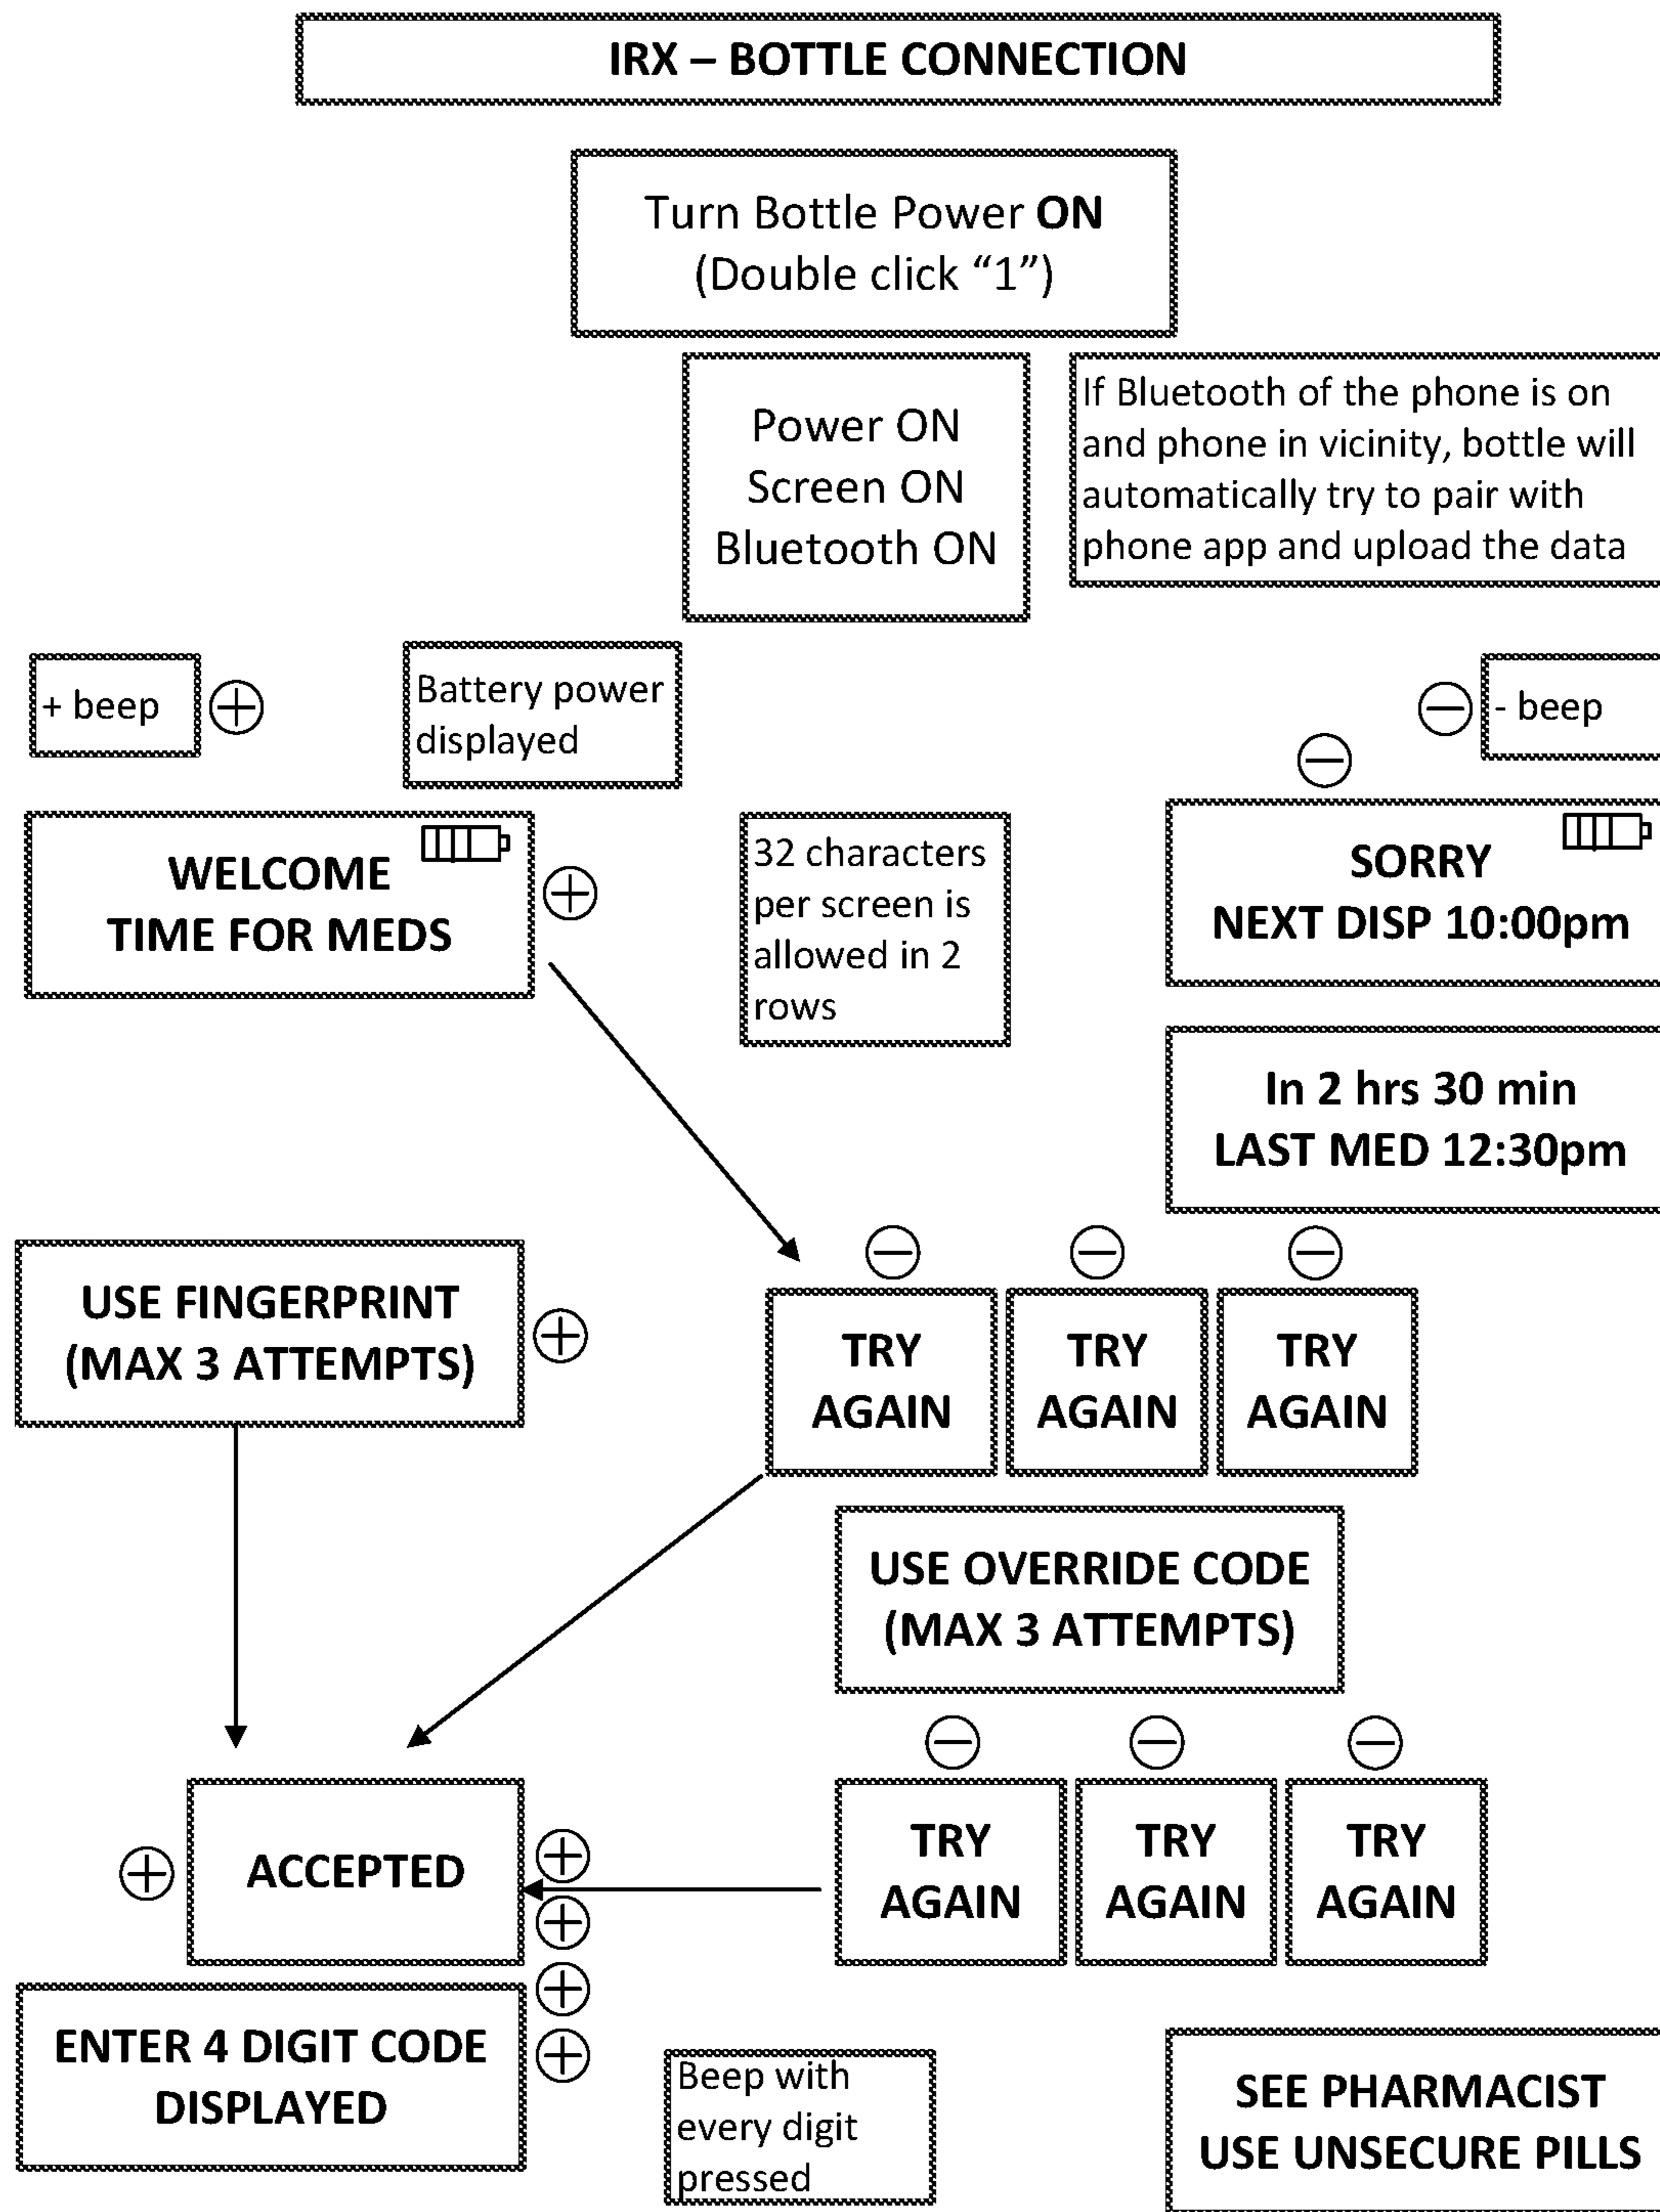 IRX – BOTTLE CONNECTION
Turn Bottle Power ON
(Double click “1”)
Power ON
Screen ON
Bluetooth ON
If Bluetooth of the phone is on
and phone in vicinity, bottle will
automatically try to pair with
phone app and upload the data
+ beep
Battery power
displayed
- beep
WELCOME
TIME FOR MEDS
32 characters
per screen is
allowed in 2
rows
SORRY
NEXT DISP 10:00pm
In 2 hrs 30 min
LAST MED 12:30pm
USE FINGERPRINT
(MAX 3 ATTEMPTS)
TRY
AGAIN
TRY
AGAIN
TRY
AGAIN
USE OVERRIDE CODE
(MAX 3 ATTEMPTS)
ACCEPTED
TRY
AGAIN
TRY
AGAIN
TRY
AGAIN
ENTER 4 DIGIT CODE
DISPLAYED
Beep with
every digit
pressed
SEE PHARMACIST
USE UNSECURE PILLS